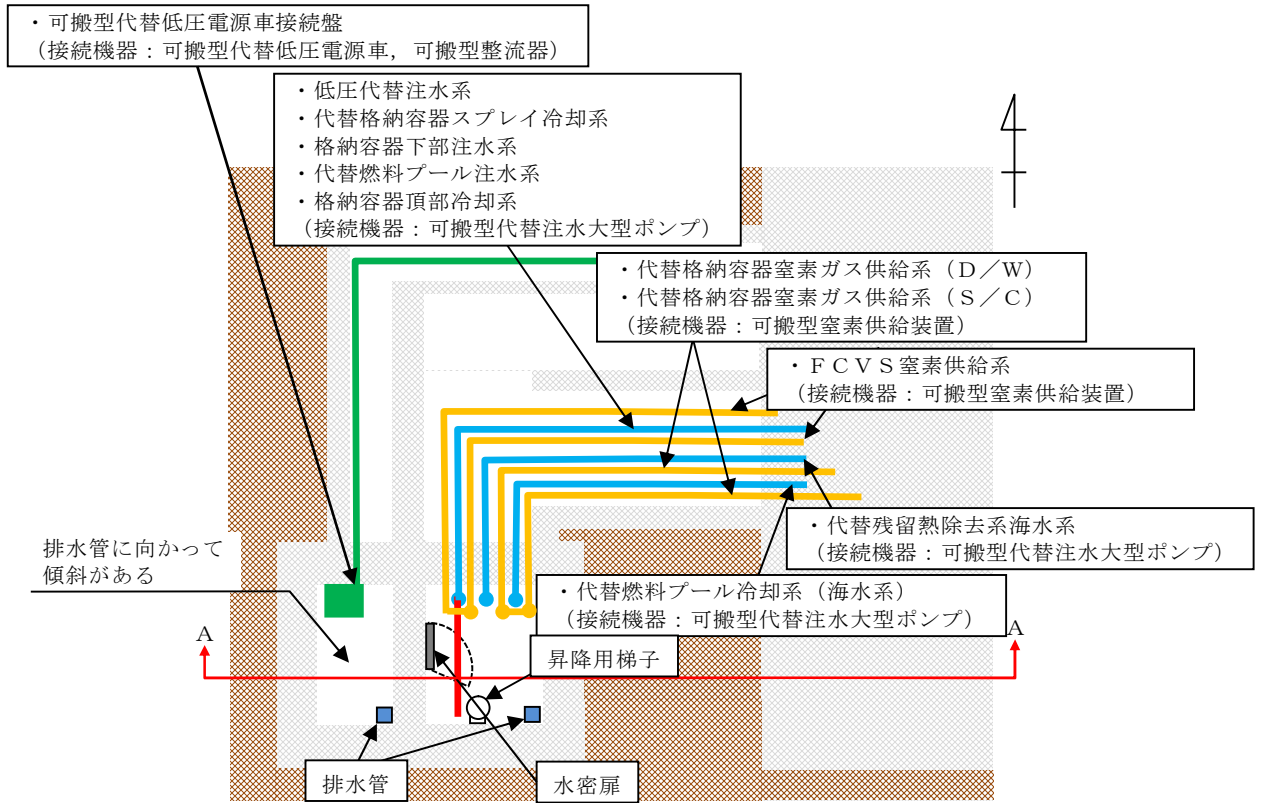 ・可搬型代替低圧電源車接続盤
（接続機器：可搬型代替低圧電源車，可搬型整流器）
・低圧代替注水系
・代替格納容器スプレイ冷却系
・格納容器下部注水系
・代替燃料プール注水系
・格納容器頂部冷却系
（接続機器：可搬型代替注水大型ポンプ）
・代替格納容器窒素ガス供給系（Ｄ／Ｗ）
・代替格納容器窒素ガス供給系（Ｓ／Ｃ）
（接続機器：可搬型窒素供給装置）
・ＦＣＶＳ窒素供給系
（接続機器：可搬型窒素供給装置）
・代替残留熱除去系海水系
（接続機器：可搬型代替注水大型ポンプ）
排水管に向かって
傾斜がある
・代替燃料プール冷却系（海水系）
（接続機器：可搬型代替注水大型ポンプ）
A
A
昇降用梯子
排水管
水密扉